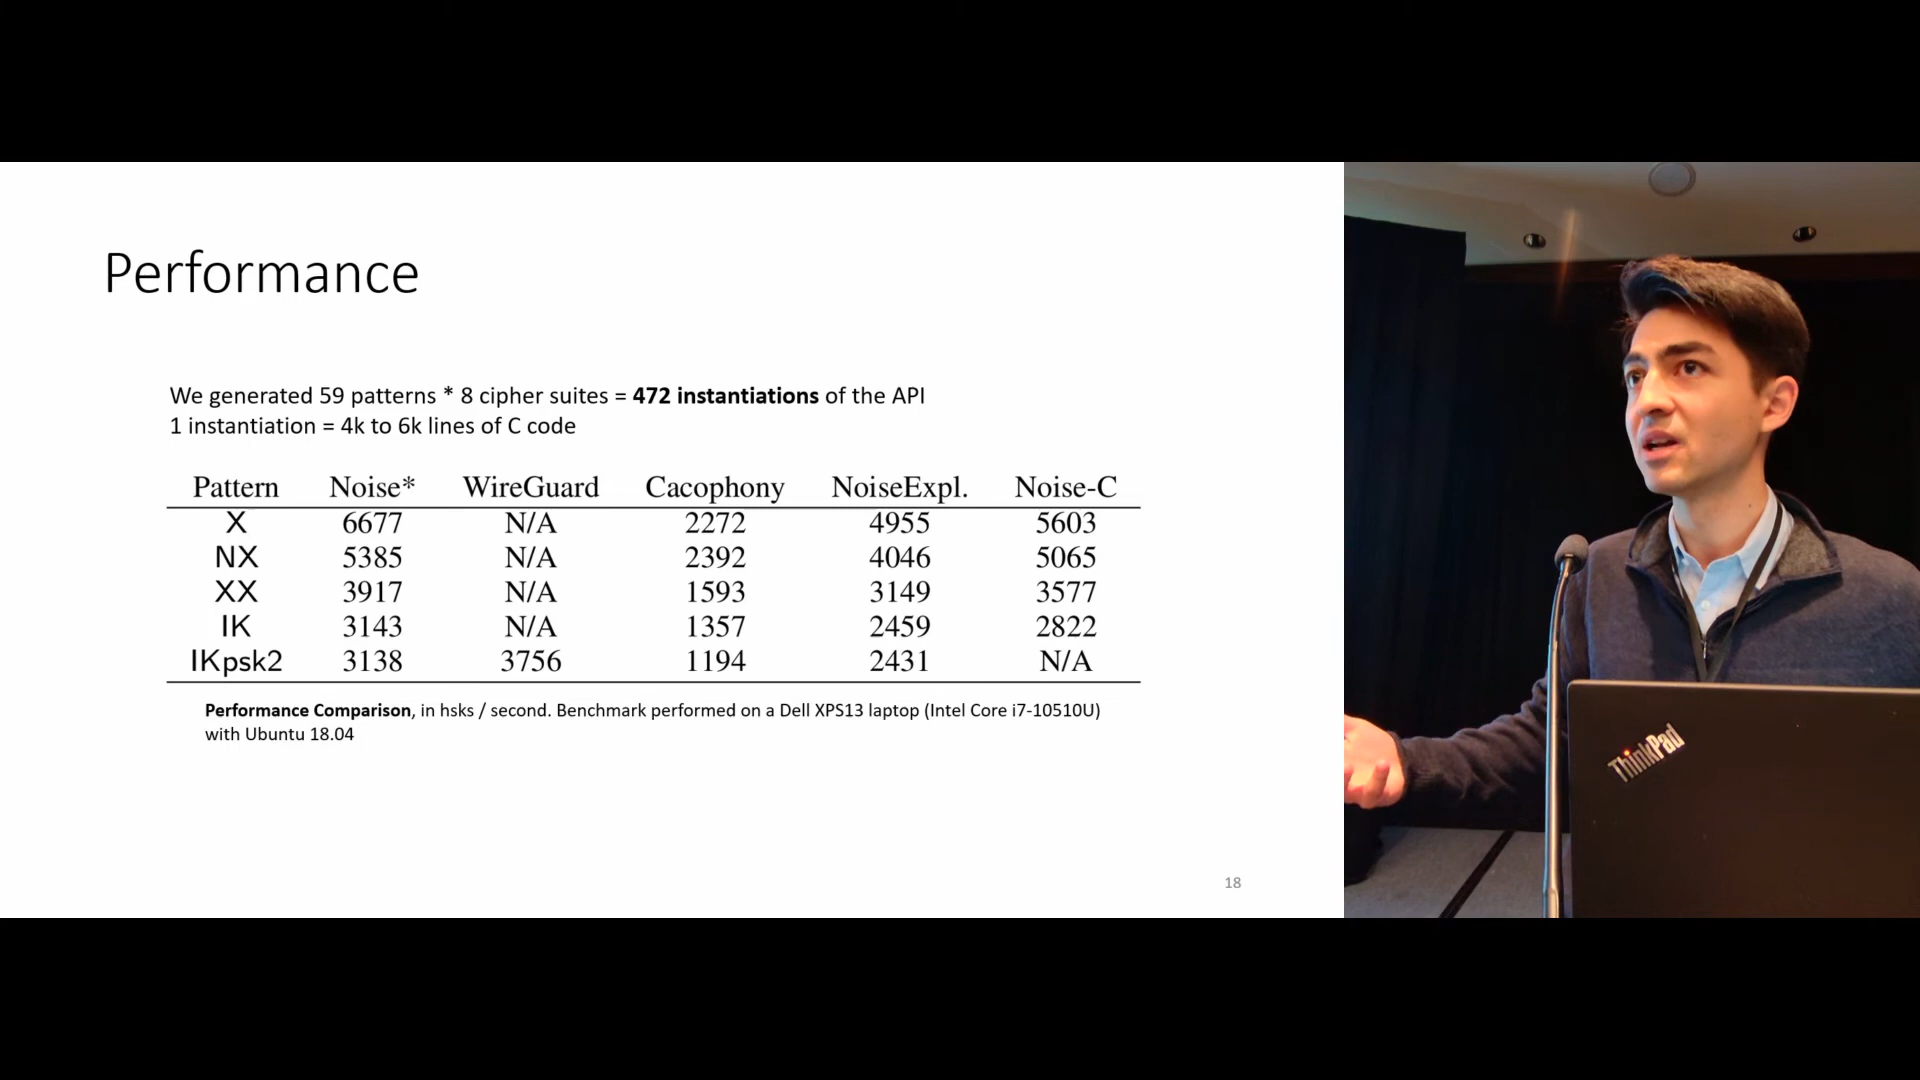 Performance
We generated 59 patterns * 8 cipher suites = 472 instantiations of the API
1 instantiation = 4k to 6k lines of C code
Pattern Noise* WireGuard Cacophony NoiseExpl. Noise-C
X 6677 N/A 2272 4955 5603
NX 5385 N/A 2392 4046 5065
XX 3917 N/A 1593 3149 3577
IK 3143 N/A 1357 2459 2822
IKpsk2 3138 3756 1194 2431 N/A
Performance Comparison, in hsks / second. Benchmark performed on a Dell XPS13 laptop (Intel Core i7-10510U)
with Ubuntu 18.04
18
ThinkPad